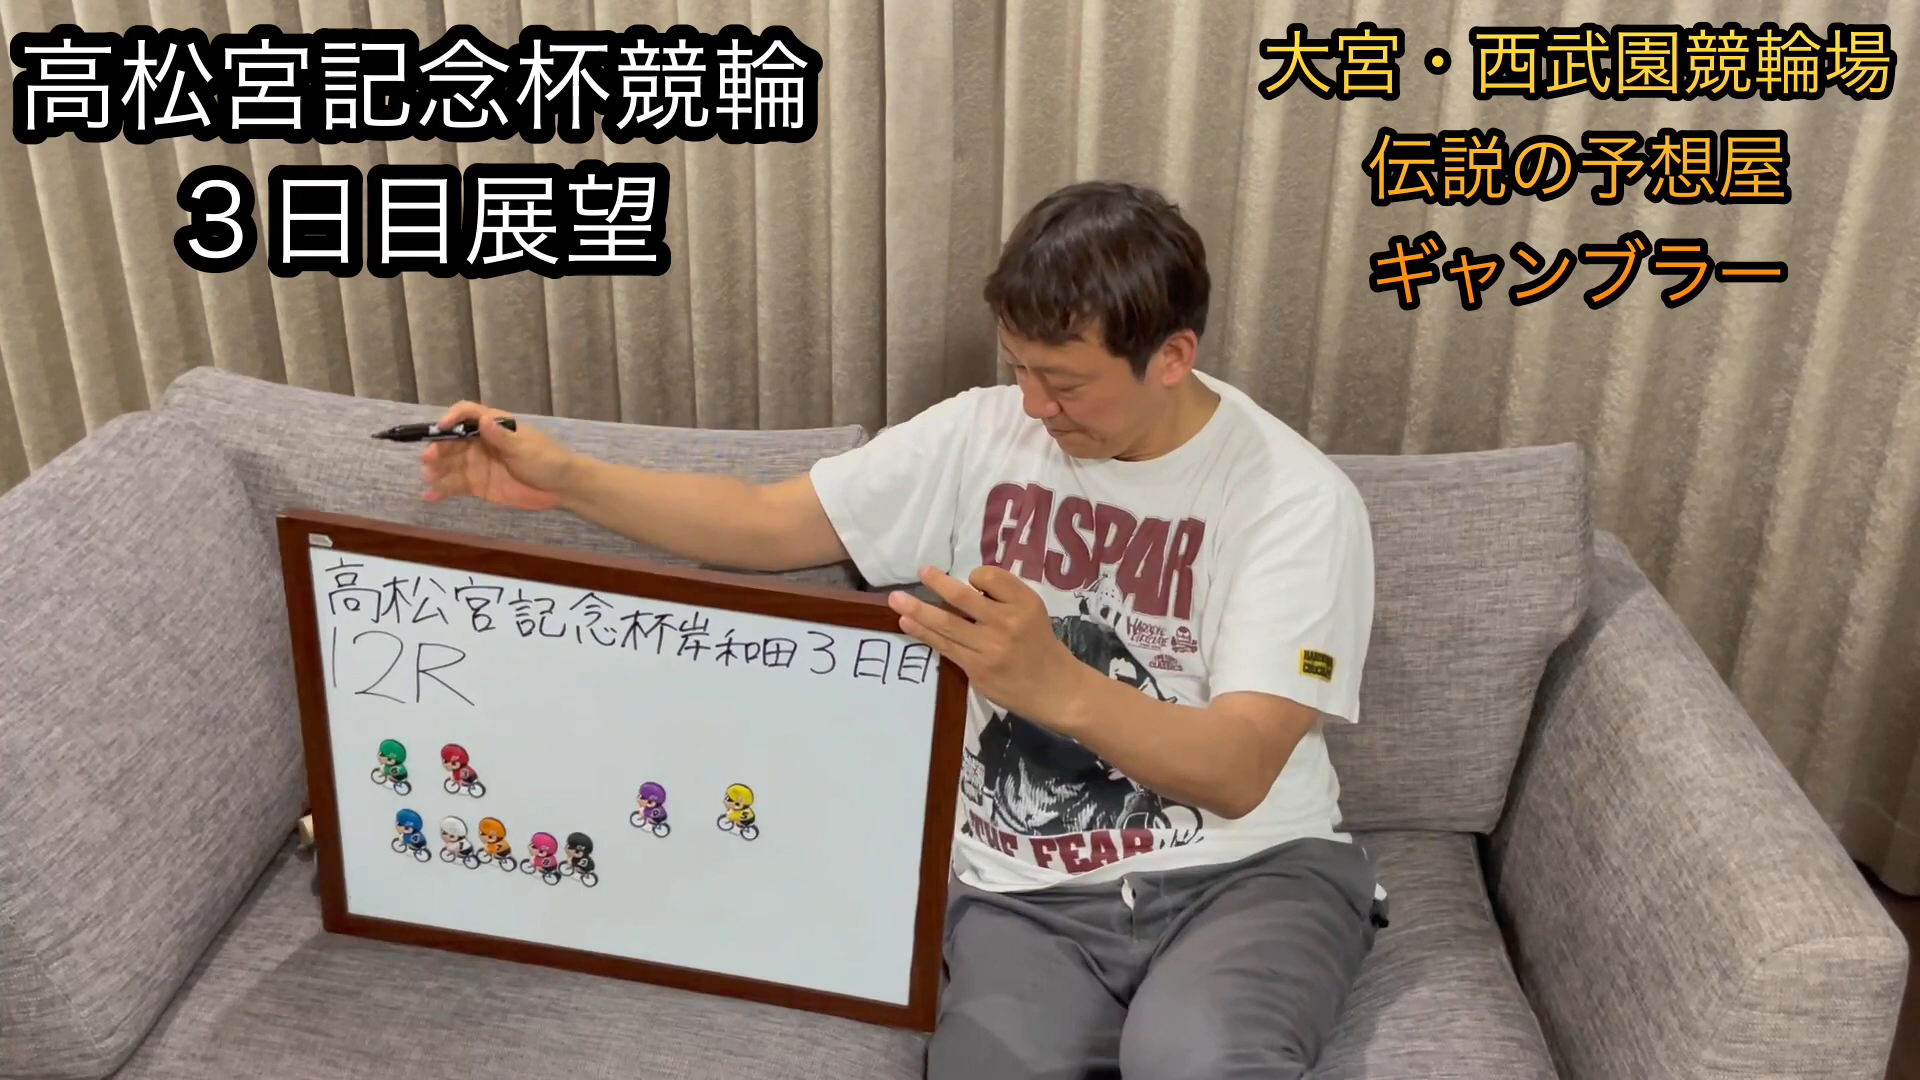 高松宮記念杯競輪
３日目展望
大宮・西武園競輪場
伝説の予想屋
ギャンブラー
高松宮記念杯岸和田3日目
12R
GASPAR
THE FEAR